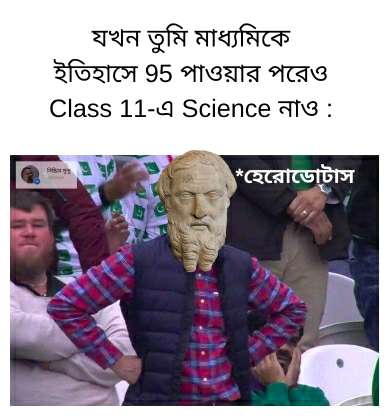 যখন তুমি মাধ্যমিকে
ইতিহাসে 95 পাওয়ার পরেও
Class 11-এ Science নাও :
*হেরোডোটাস